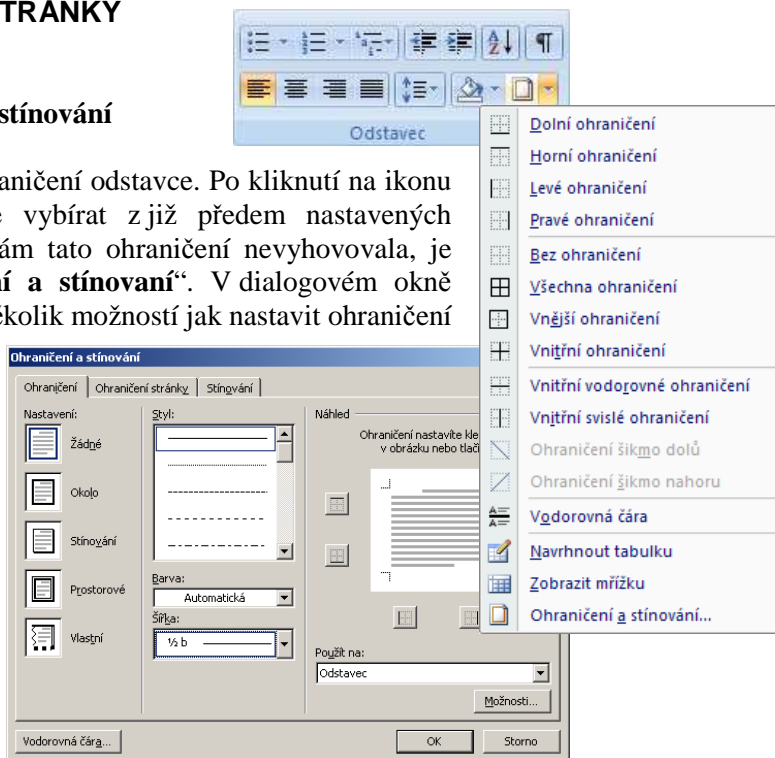 TRÁNKY
stínování
aničení odstavce. Po kliknutí na ikonu
e vybírat z již předem nastavených
ám tato ohraničení nevyhovovala, je
ní a stínovaní“. V dialogovém okně
ěkolik možností jak nastavit ohraničení
Odstavec
Dolní ohraničení
Horní ohraničení
Levé ohraničení
Pravé ohraničení
Bez ohraničení
Všechna ohraničení
Vnější ohraničení
Vnitřní ohraničení
Vnitřní vodorovné ohraničení
Vnitřní svislé ohraničení
Ohraničení šikmo dolů
Ohraničení šikmo nahoru
Vodorovná čára
Navrhnout tabulku
Zobrazit mřížku
Ohraničení a stínování...
Ohraničení a stínování
Ohraničení Ohraničení stránky Stínování
Nastavení:
Žádné
Okolo
Stínování
Prostorové
Vlastní
Styl:
Barva:
Automatická
Šířka:
½ b
Náhled
Ohraničení nastavíte kle
v obrázku nebo tlači
Použít na:
Odstavec
Možnosti...
Vodorovná čára...
OK
Storno